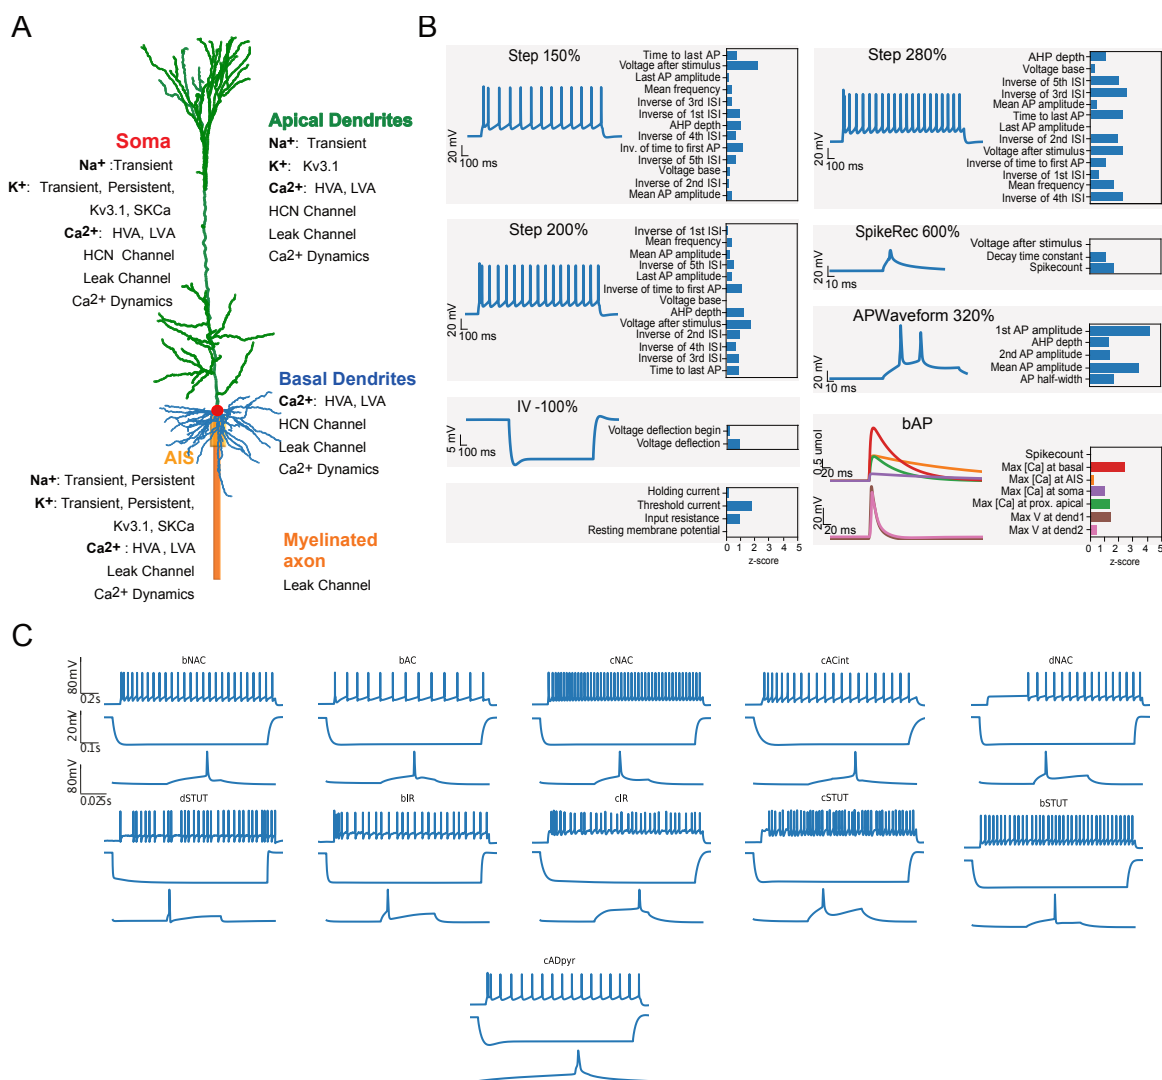 A
Soma
Na+ :Transient
K+: Transient, Persistent,
Kv3.1, SKCa
Ca2+: HVA, LVA
HCN Channel
Leak Channel
Ca2+ Dynamics
Apical Dendrites
Na+: Transient
K+: Kv3.1
Ca2+: HVA, LVA
HCN Channel
Leak Channel
Ca2+ Dynamics
Basal Dendrites
Ca2+: HVA, LVA
HCN Channel
Leak Channel
Ca2+ Dynamics
AIS
Na+: Transient, Persistent
K+: Transient, Persistent,
Kv3.1, SKCa
Ca2+ : HVA, LVA
Leak Channel
Ca2+ Dynamics
Myelinated
axon
Leak Channel
B
Step 150%
20 mV
100 ms
Time to last AP
Voltage after stimulus
Last AP amplitude
Mean frequency
Inverse of 3rd ISI
Inverse of 1st ISI
AHP depth
Inverse of 4th ISI
Inv. of time to first AP
Inverse of 5th ISI
Voltage base
Inverse of 2nd ISI
Mean AP amplitude
Step 200%
20 mV
100 ms
Inverse of 1st ISI
Mean frequency
Mean AP amplitude
Inverse of 5th ISI
Last AP amplitude
Inverse of time to first AP
Voltage base
AHP depth
Voltage after stimulus
Inverse of 2nd ISI
Inverse of 4th ISI
Inverse of 3rd ISI
Time to last AP
IV -100%
5 mV
100 ms
Voltage deflection begin
Voltage deflection
Holding current
Threshold current
Input resistance
Resting membrane potential
0 1 2 3 4 5
z-score
Step 280%
20 mV
100 ms
AHP depth
Voltage base
Inverse of 5th ISI
Inverse of 3rd ISI
Mean AP amplitude
Time to last AP
Last AP amplitude
Inverse of 2nd ISI
Voltage after stimulus
Inverse of time to first AP
Inverse of 1st ISI
Mean frequency
Inverse of 4th ISI
SpikeRec 600%
20 mV
10 ms
Voltage after stimulus
Decay time constant
Spikecount
APWaveform 320%
20 mV
10 ms
1st AP amplitude
AHP depth
2nd AP amplitude
Mean AP amplitude
AP half-width
bAP
0.5 umol
20 ms
20 mV
20 ms
Spikecount
Max [Ca] at basal
Max [Ca] at AIS
Max [Ca] at soma
Max [Ca] at prox. apical
Max V at dend1
Max V at dend2
0 1 2 3 4 5
z-score
C
bNAC
bAC
cNAC
cACint
dNAC
80mV
0.2s
20mV
0.1s
80mV
0.025s
dSTUT
bIR
cIR
cSTUT
bSTUT
cADpyr